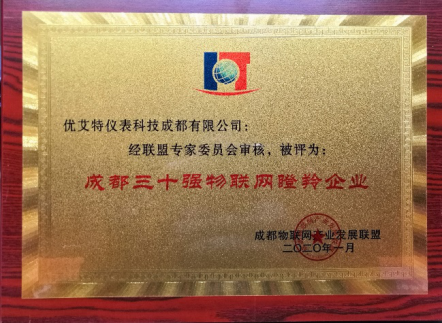 优艾特仪表科技成都有限公司：
经联盟专家委员会审核，被评为：
成都三十强物联网瞪羚企业
成都物联网产业发展联盟
二〇二〇年一月